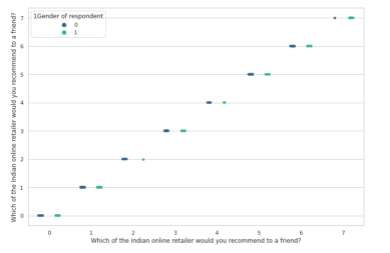 1Gender of respondent
0
1
Which of the Indian online retailer would you recommend to a friend?
7
6
5
4
3
2
1
0
0 1 2 3 4 5 6 7
Which of the Indian online retailer would you recommend to a friend?